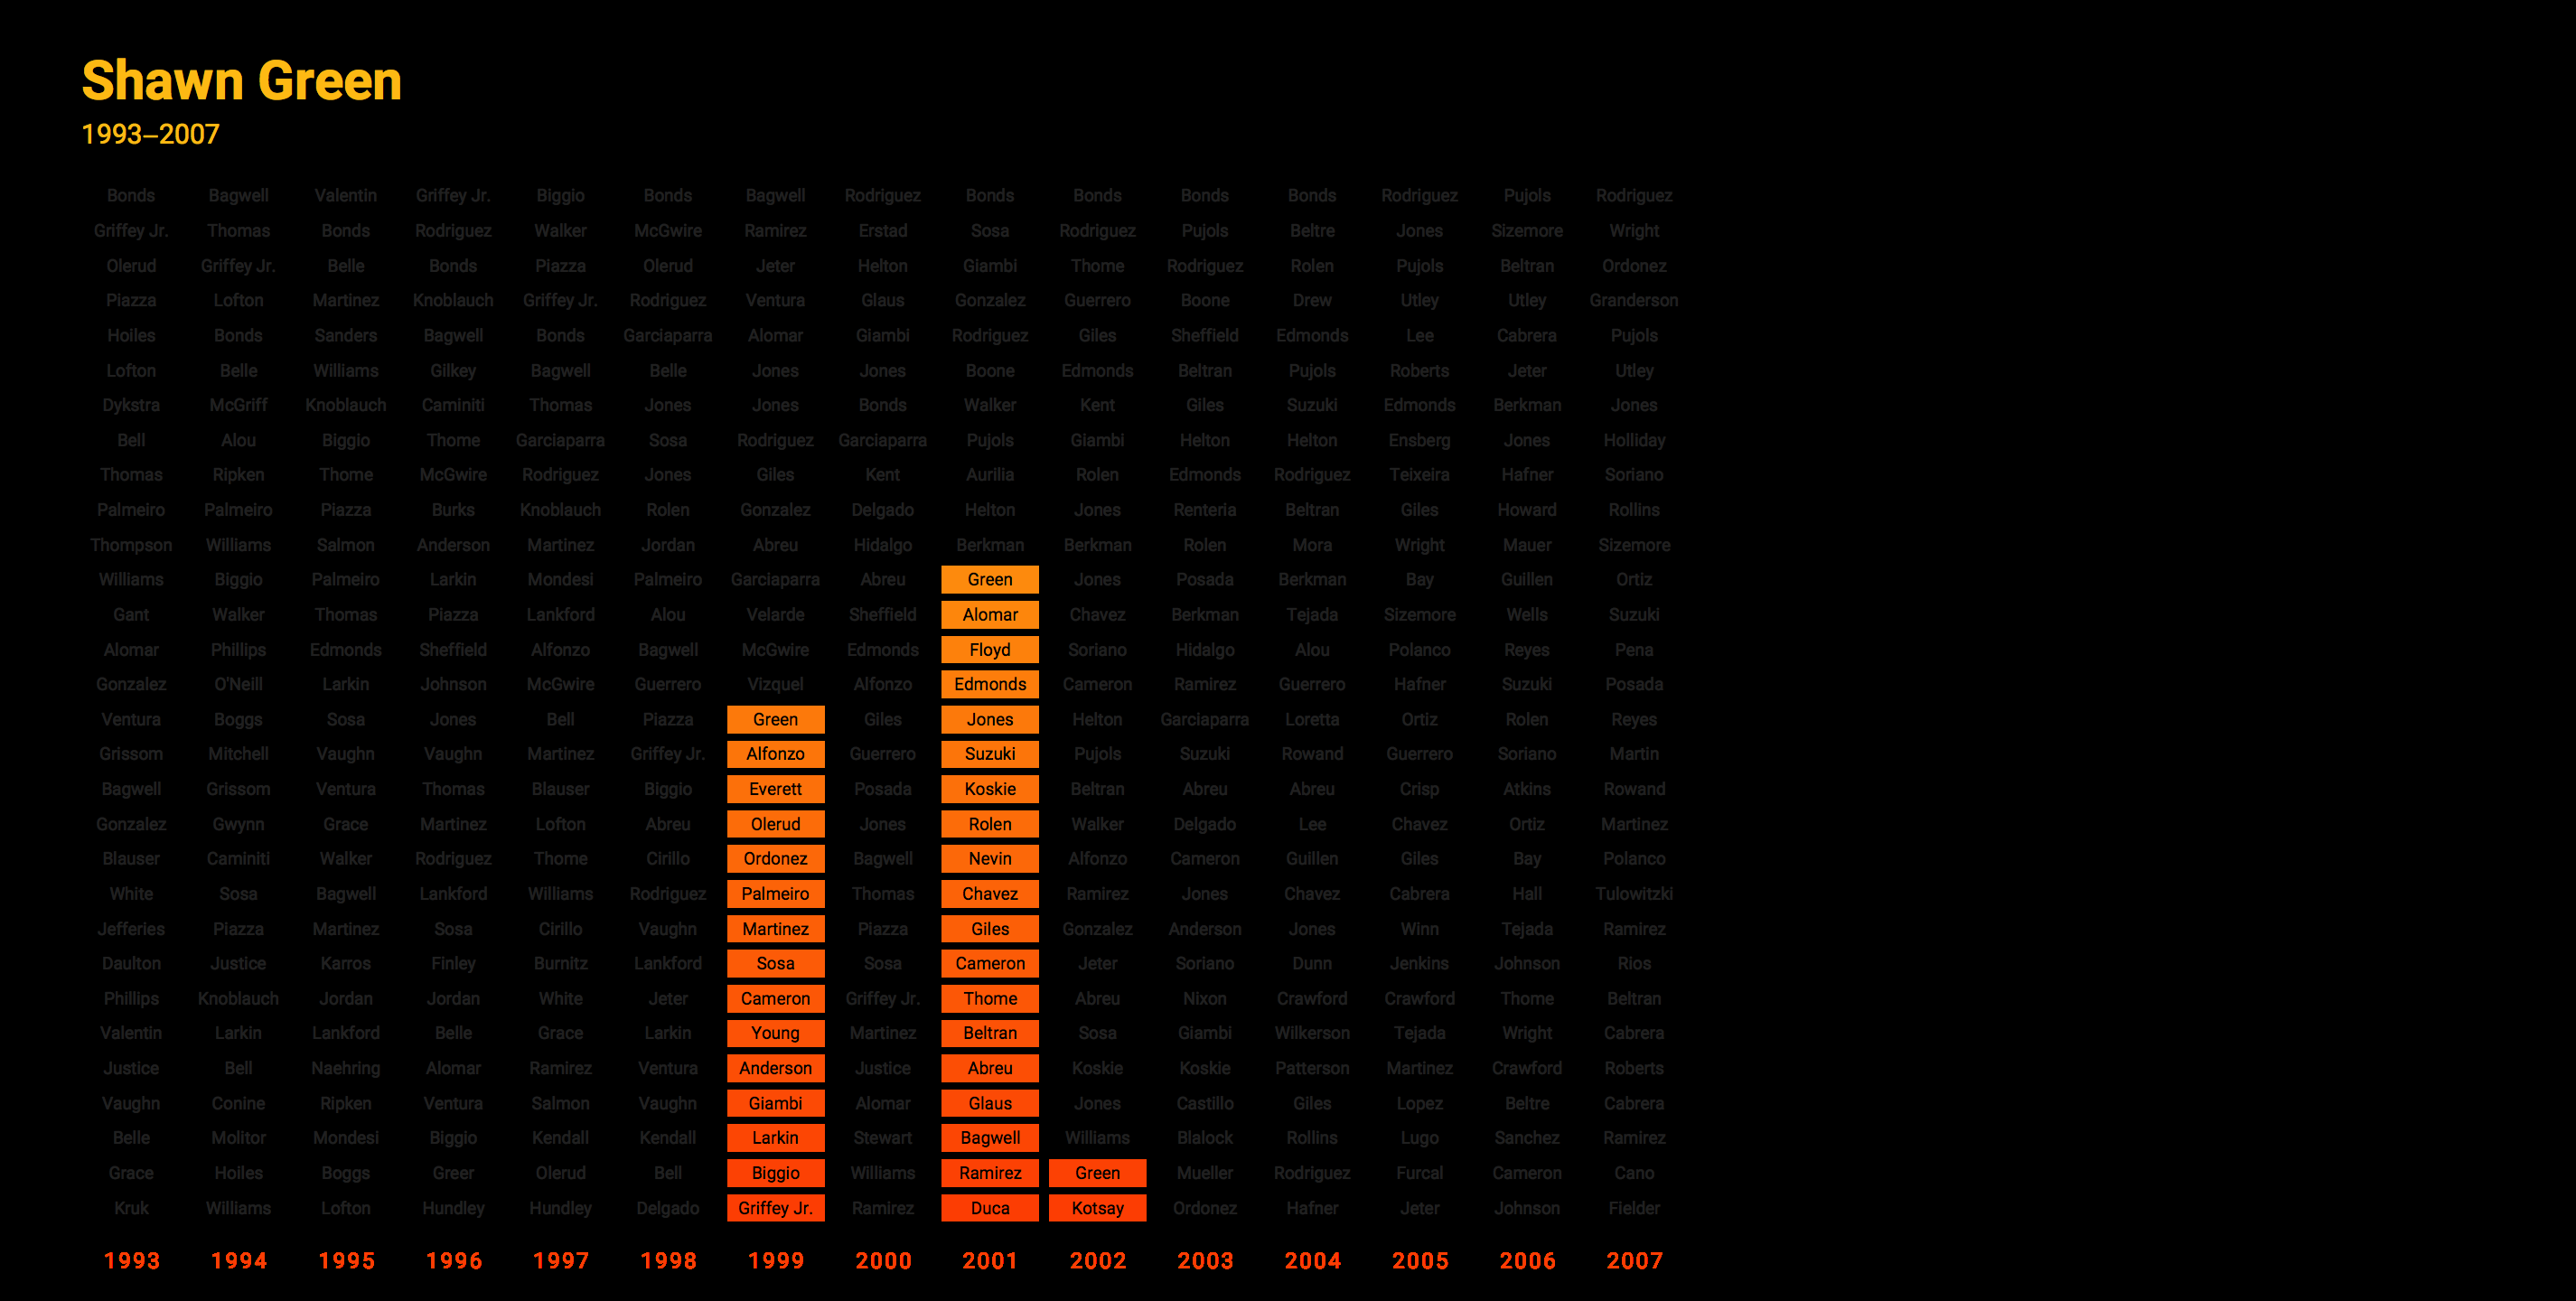 Shawn Green
1993–2007
Bonds Bagwell Valentin Griffey Jr. Biggio Bonds Bagwell Rodriguez Bonds Bonds Bonds Bonds Rodriguez Pujols Rodriguez
Griffey Jr. Thomas Bonds Rodriguez Walker McGwire Ramirez Erstad Sosa Rodriguez Pujols Beltre Jones Sizemore Wright
Olerud Griffey Jr. Belle Bonds Piazza Olerud Jeter Helton Giambi Thome Rodriguez Rolen Pujols Beltran Ordonez
Piazza Lofton Martinez Knoblauch Griffey Jr. Rodriguez Ventura Glaus Gonzalez Guerrero Boone Drew Utley Utley Granderson
Hoiles Bonds Sanders Bagwell Bonds Garciaparra Alomar Giambi Rodriguez Giles Sheffield Edmonds Lee Cabrera Pujols
Lofton Belle Williams Gilkey Bagwell Belle Jones Jones Boone Edmonds Beltran Pujols Roberts Jeter Utley
Dykstra McGriff Knoblauch Caminiti Thomas Jones Jones Bonds Walker Kent Giles Suzuki Edmonds Berkman Jones
Bell Alou Biggio Thome Garciaparra Sosa Rodriguez Garciaparra Pujols Giambi Helton Helton Ensberg Jones Holliday
Thomas Ripken Thome McGwire Rodriguez Jones Giles Kent Aurilia Rolen Edmonds Rodriguez Teixeira Hafner Soriano
Palmeiro Palmeiro Piazza Burks Knoblauch Rolen Gonzalez Delgado Helton Jones Renteria Beltran Giles Howard Rollins
Thompson Williams Salmon Anderson Martinez Jordan Abreu Hidalgo Berkman Berkman Rolen Mora Wright Mauer Sizemore
Williams Biggio Palmeiro Larkin Mondesi Palmeiro Garciaparra Abreu Green Jones Posada Berkman Bay Guillen Ortiz
Gant Walker Thomas Piazza Lankford Alou Velarde Sheffield Alomar Chavez Berkman Tejada Sizemore Wells Suzuki
Alomar Phillips Edmonds Sheffield Alfonzo Bagwell McGwire Edmonds Floyd Soriano Hidalgo Alou Polanco Reyes Pena
Gonzalez O'Neill Larkin Johnson McGwire Guerrero Vizquel Alfonzo Edmonds Cameron Ramirez Guerrero Hafner Suzuki Posada
Ventura Boggs Sosa Jones Bell Piazza Green Giles Jones Helton Garciaparra Loretta Ortiz Rolen Reyes
Grissom Mitchell Vaughn Vaughn Martinez Griffey Jr. Alfonzo Guerrero Suzuki Pujols Suzuki Rowand Guerrero Soriano Martin
Bagwell Grissom Ventura Thomas Blauser Biggio Everett Posada Koskie Beltran Abreu Abreu Crisp Atkins Rowand
Gonzalez Gwynn Grace Martinez Lofton Abreu Olerud Jones Rolen Walker Delgado Lee Chavez Ortiz Martinez
Blauser Caminiti Walker Rodriguez Thome Cirillo Ordonez Bagwell Nevin Alfonzo Cameron Guillen Giles Bay Polanco
White Sosa Bagwell Lankford Williams Rodriguez Palmeiro Thomas Chavez Ramirez Jones Chavez Cabrera Hall Tulowitzki
Jefferies Piazza Martinez Sosa Cirillo Vaughn Martinez Piazza Giles Gonzalez Anderson Jones Winn Tejada Ramirez
Daulton Justice Karros Finley Burnitz Lankford Sosa Sosa Cameron Jeter Soriano Dunn Jenkins Johnson Rios
Phillips Knoblauch Jordan Jordan White Jeter Cameron Griffey Jr. Thome Abreu Nixon Crawford Crawford Thome Beltran
Valentin Larkin Lankford Belle Grace Larkin Young Martinez Beltran Sosa Giambi Wilkerson Tejada Wright Cabrera
Justice Bell Naehring Alomar Ramirez Ventura Anderson Justice Abreu Koskie Koskie Patterson Martinez Crawford Roberts
Vaughn Conine Ripken Ventura Salmon Vaughn Giambi Alomar Glaus Jones Castillo Giles Lopez Beltre Cabrera
Belle Molitor Mondesi Biggio Kendall Kendall Larkin Stewart Bagwell Williams Blalock Rollins Lugo Sanchez Ramirez
Grace Hoiles Boggs Greer Olerud Bell Biggio Williams Ramirez Green Mueller Rodriguez Furcal Cameron Cano
Kruk Williams Lofton Hundley Hundley Delgado Griffey Jr. Ramirez Duca Kotsay Ordonez Hafner Jeter Johnson Fielder
1993 1994 1995 1996 1997 1998 1999 2000 2001 2002 2003 2004 2005 2006 2007